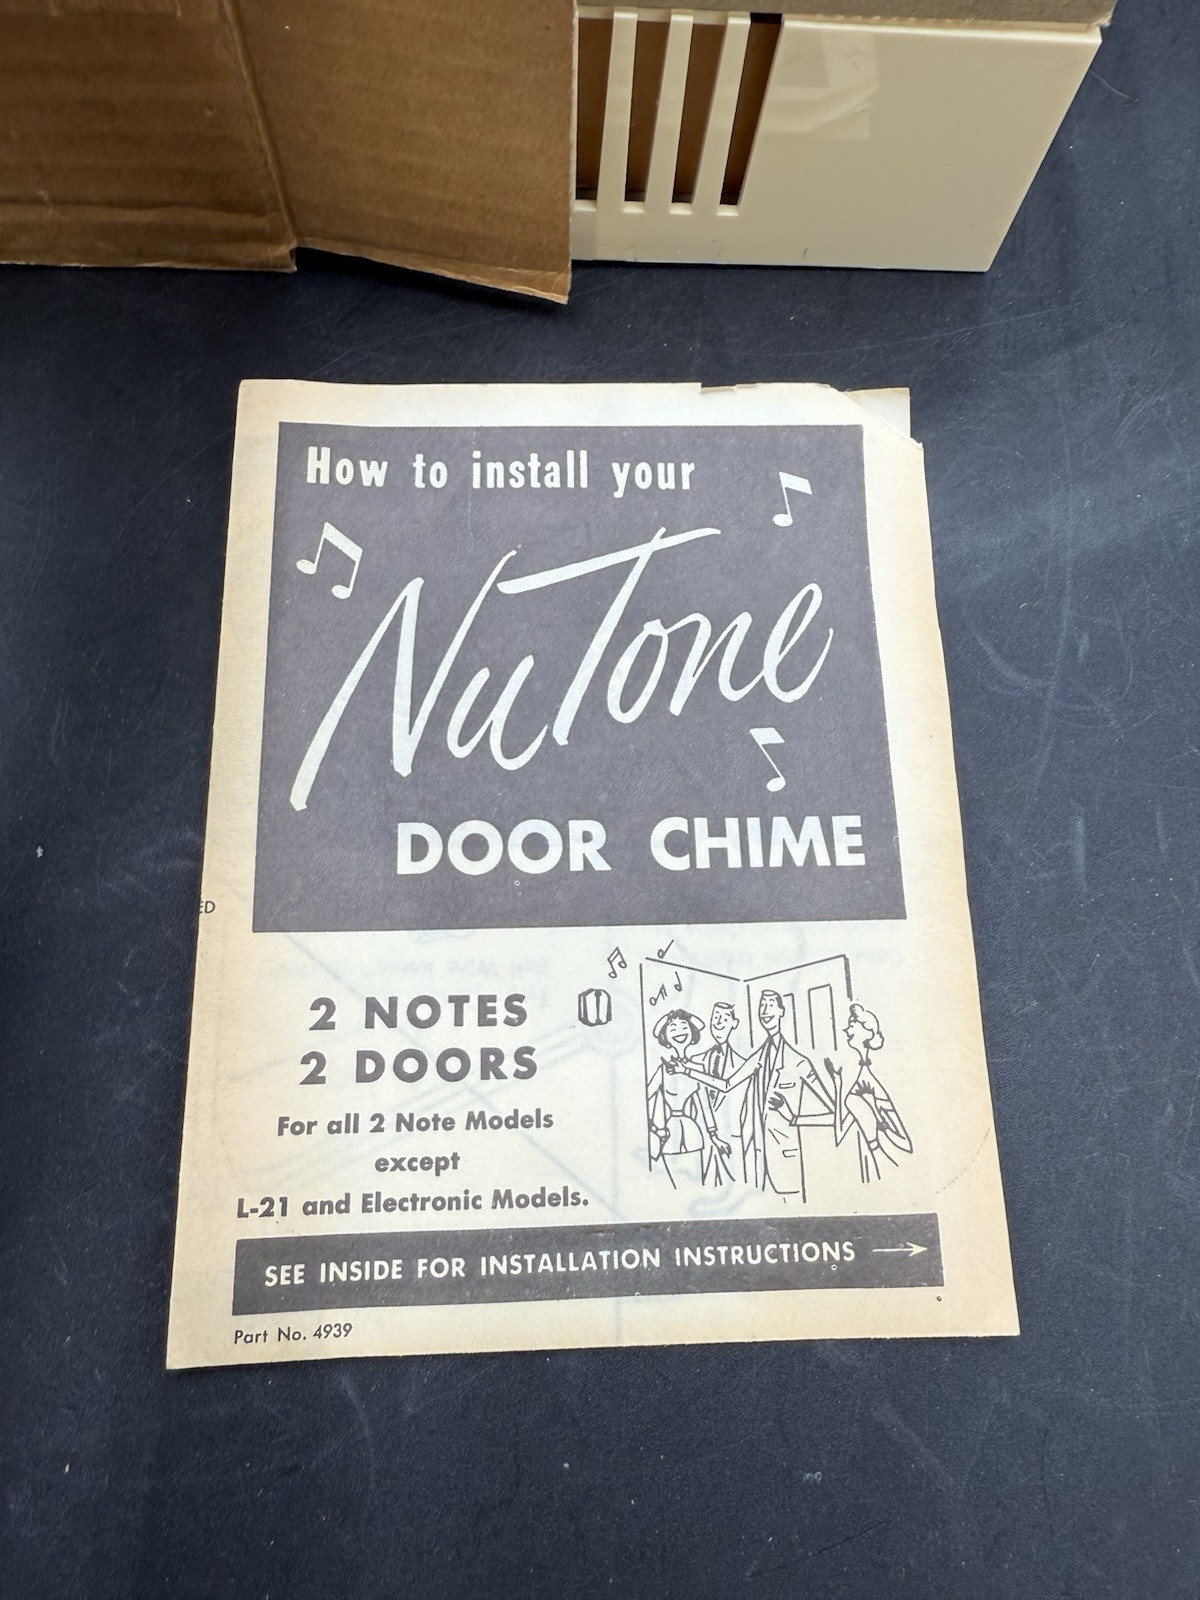 How to install your
NuTone
DOOR CHIME
ED
2 NOTES
2 DOORS
For all 2 Note Models
except
L-21 and Electronic Models.
SEE INSIDE FOR INSTALLATION INSTRUCTIONS
Part No. 4939